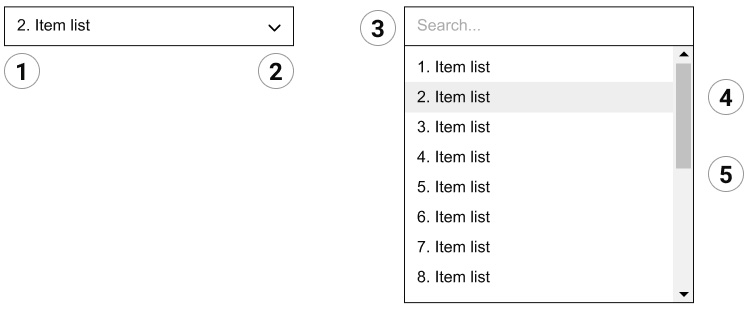 2. Item list
1
2
3
Search...
1. Item list
2. Item list
3. Item list
4. Item list
5. Item list
6. Item list
7. Item list
8. Item list
4
5